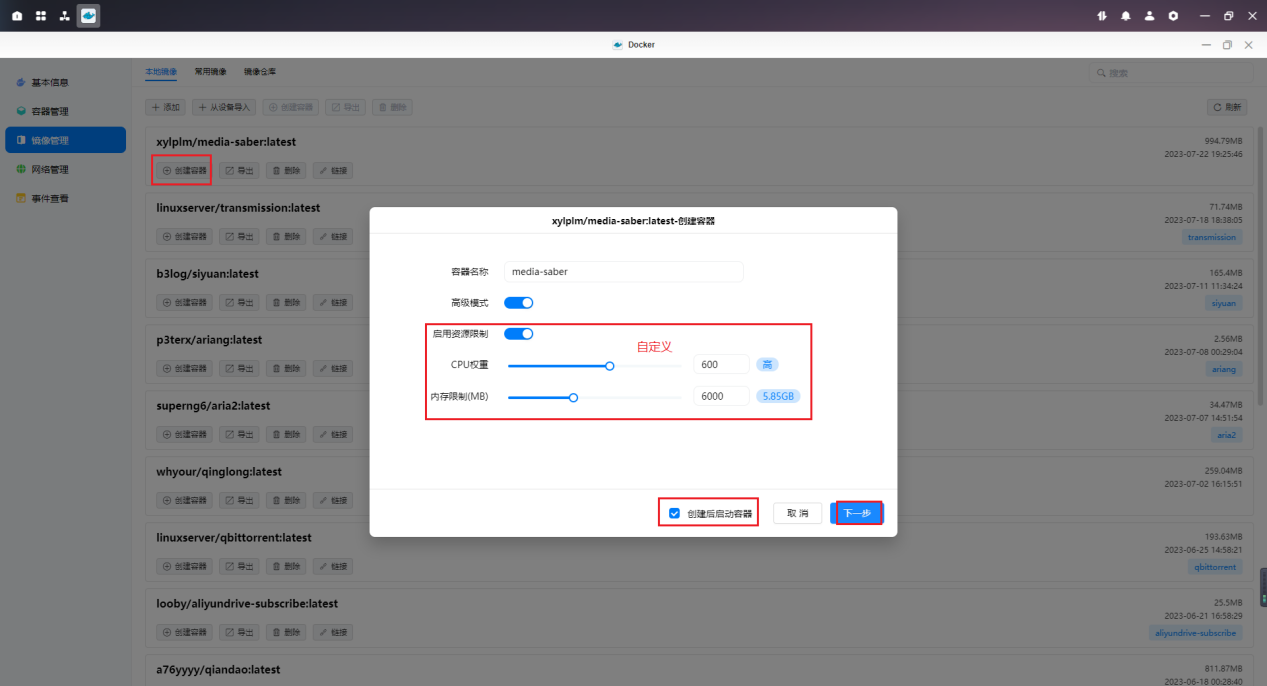 Docker
基本信息
容器管理
镜像管理
网络管理
事件查看
本地镜像 常用镜像 镜像仓库
搜索
添加 从设备导入 创建容器 导出 删除 刷新
xylplm/media-saber:latest
994.79MB
2023-07-22 19:25:46
创建容器 导出 删除 链接
linuxserver/transmission:latest
71.74MB
2023-07-18 18:38:05
创建容器 导出 删除 链接
transmission
b3log/siyuan:latest
165.4MB
2023-07-11 11:34:24
创建容器 导出 删除 链接
siyuan
p3terx/ariang:latest
2.56MB
2023-07-08 00:29:04
创建容器 导出 删除 链接
ariang
superng6/aria2:latest
34.47MB
2023-07-07 14:51:54
创建容器 导出 删除 链接
aria2
whyour/qinglong:latest
259.04MB
2023-07-02 16:15:51
创建容器 导出 删除 链接
linuxserver/qbittorrent:latest
193.63MB
2023-06-25 14:58:21
创建容器 导出 删除 链接
qbittorrent
looby/aliyundrive-subscribe:latest
25.5MB
2023-06-21 16:58:29
创建容器 导出 删除 链接
aliyundrive-subscribe
a76yyyy/qiandao:latest
811.87MB
2023-06-18 00:28:40
xylplm/media-saber:latest-创建容器
容器名称 media-saber
高级模式
启用资源限制
自定义
CPU权重 600 高
内存限制(MB) 6000 5.85GB
创建后启动容器 取消 下一步